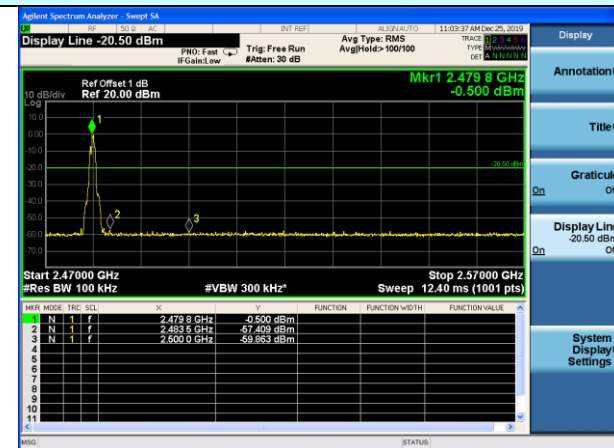 Agilent Spectrum Analyzer - Swept SA
RF 50 Ω AC INT REF ALIGN AUTO 11:03:37 AM Dec 25, 2019
Display Line -20.50 dBm
Avg Type: RMS
TRACE 1 2 3 4 5 6
PNO: Fast Trig: Free Run Avg|Hold:>100/100
TYPE M
IFGain:Low #Atten: 30 dB
DET A N N N N N
Mkr1 2.479 8 GHz
-0.500 dBm
Ref Offset 1 dB
10 dB/div Ref 20.00 dBm
Log
10.0
0.00
-10.0
-20.0
-20.50 dBm
-30.0
-40.0
-50.0
-60.0
-70.0
1
2
3
Start 2.47000 GHz Stop 2.57000 GHz
#Res BW 100 kHz #VBW 300 kHz* Sweep 12.40 ms (1001 pts)
MKR MODE TRC SCL X Y FUNCTION FUNCTION WIDTH FUNCTION VALUE
1 N 1 f 2.479 8 GHz -0.500 dBm
2 N 1 f 2.483 5 GHz -57.409 dBm
3 N 1 f 2.500 0 GHz -59.863 dBm
4
5
6
7
8
9
10
11
MSG STATUS
Display
Annotation
Title
Graticule
On Of
Display Line
-20.50 dBm
On Of
System
Display
Settings